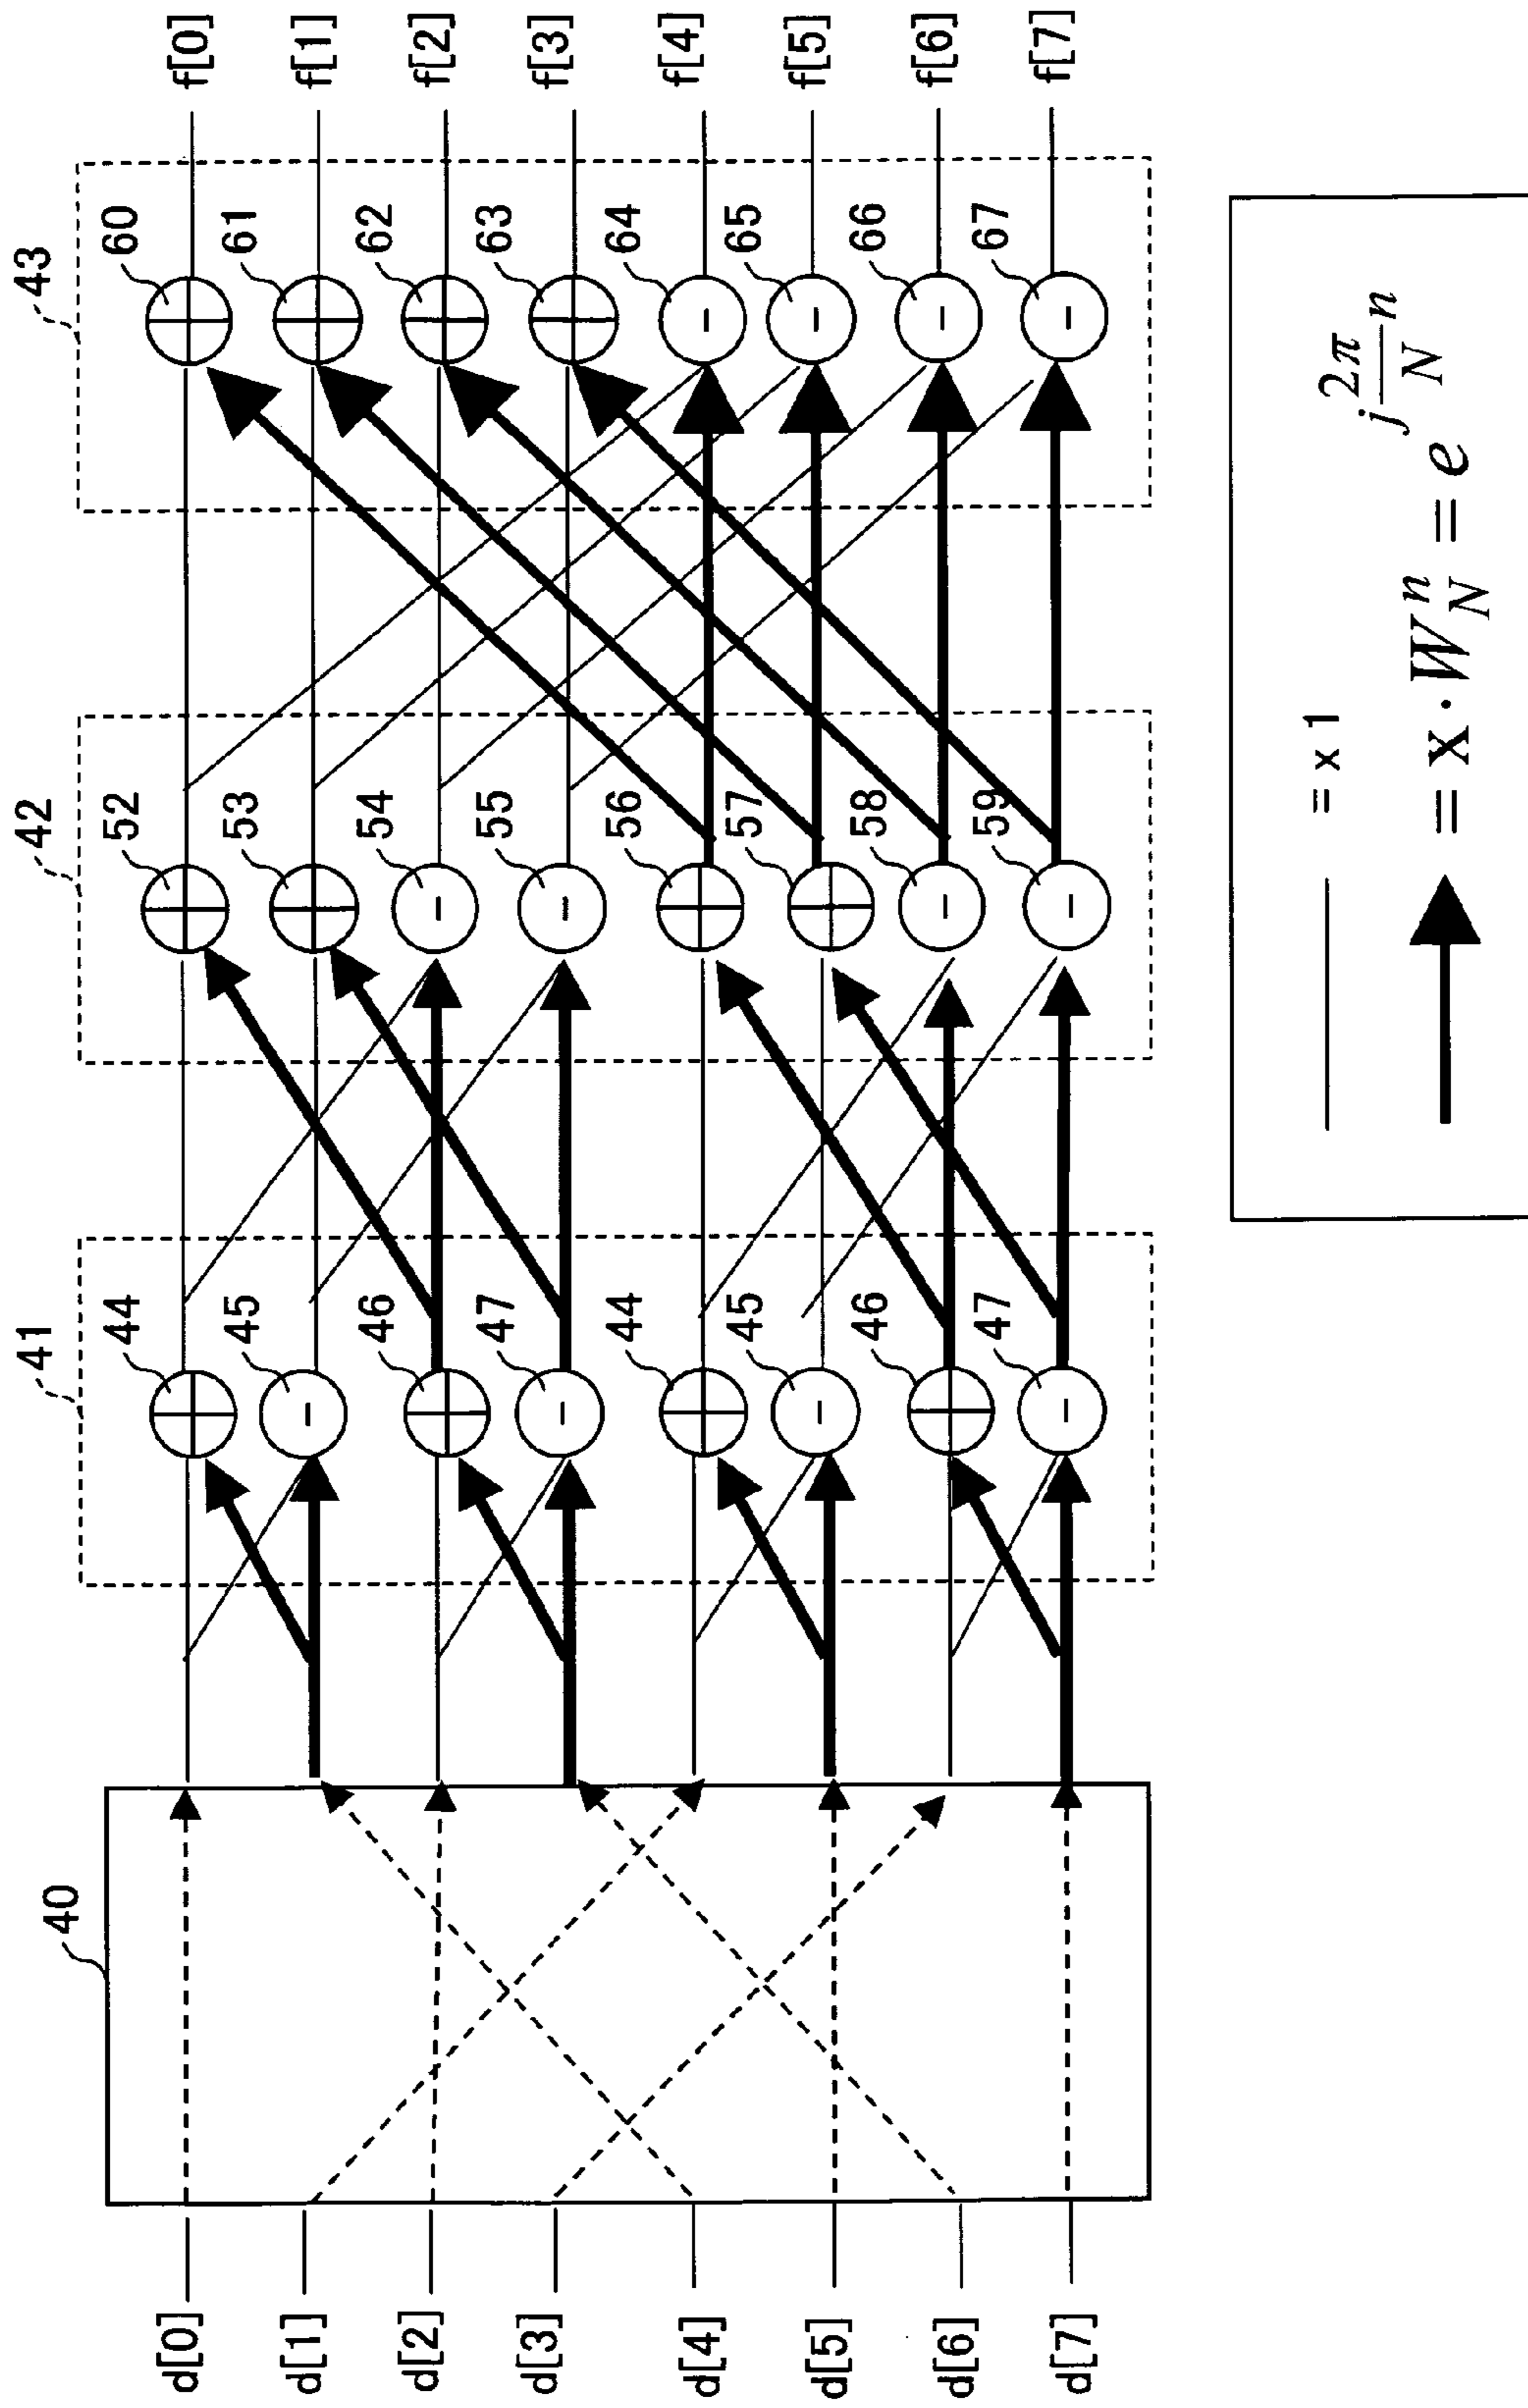 40
41
42
43
d[0]
d[1]
d[2]
d[3]
d[4]
d[5]
d[6]
d[7]
44
45
46
47
44
45
46
47
52
53
54
55
56
57
58
59
60
61
62
63
64
65
66
67
f[0]
f[1]
f[2]
f[3]
f[4]
f[5]
f[6]
f[7]
= x 1
= x · W_N^n = e^{j\frac{2π}{N}n}